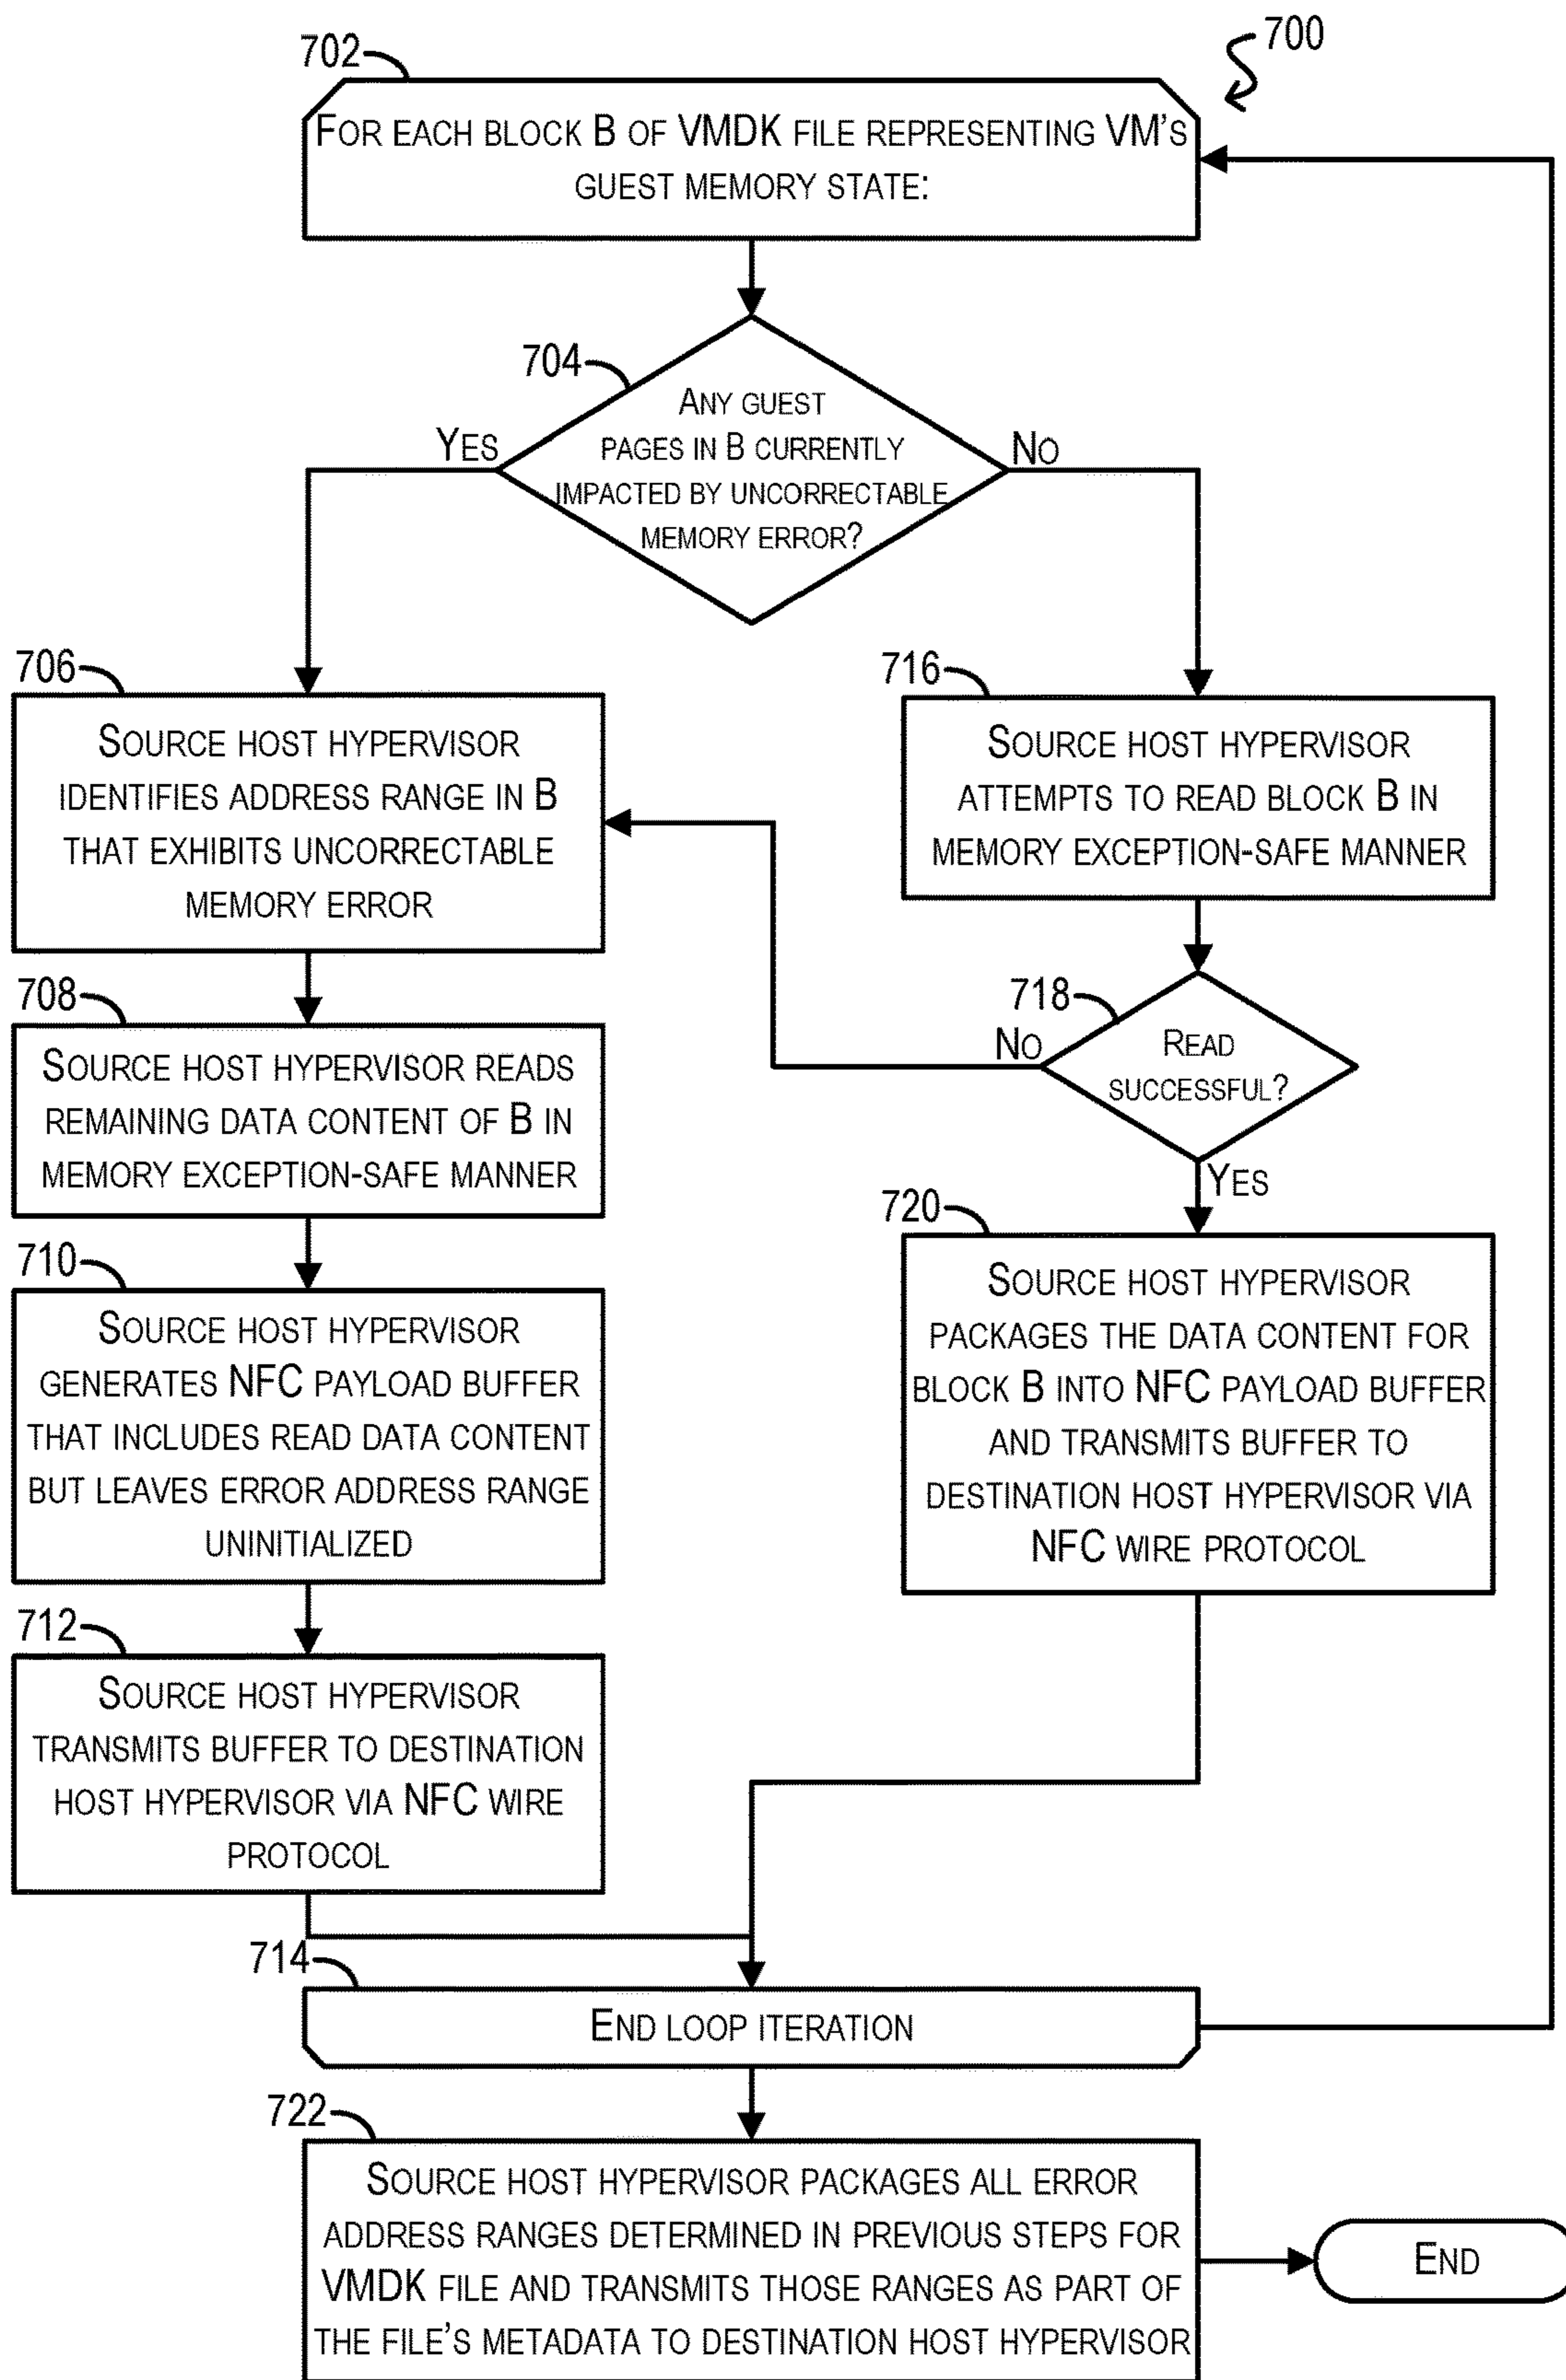 700
702
For each block B of VMDK file representing VM's
guest memory state:
704
Any guest
pages in B currently
impacted by uncorrectable
memory error?
Yes
No
706
Source host hypervisor
identifies address range in B
that exhibits uncorrectable
memory error
716
Source host hypervisor
attempts to read block B in
memory exception-safe manner
708
Source host hypervisor reads
remaining data content of B in
memory exception-safe manner
718
No
Read
successful?
Yes
710
Source host hypervisor
generates NFC payload buffer
that includes read data content
but leaves error address range
uninitialized
720
Source host hypervisor
packages the data content for
block B into NFC payload buffer
and transmits buffer to
destination host hypervisor via
NFC wire protocol
712
Source host hypervisor
transmits buffer to destination
host hypervisor via NFC wire
protocol
714
End loop iteration
722
Source host hypervisor packages all error
address ranges determined in previous steps for
VMDK file and transmits those ranges as part of
the file's metadata to destination host hypervisor
End